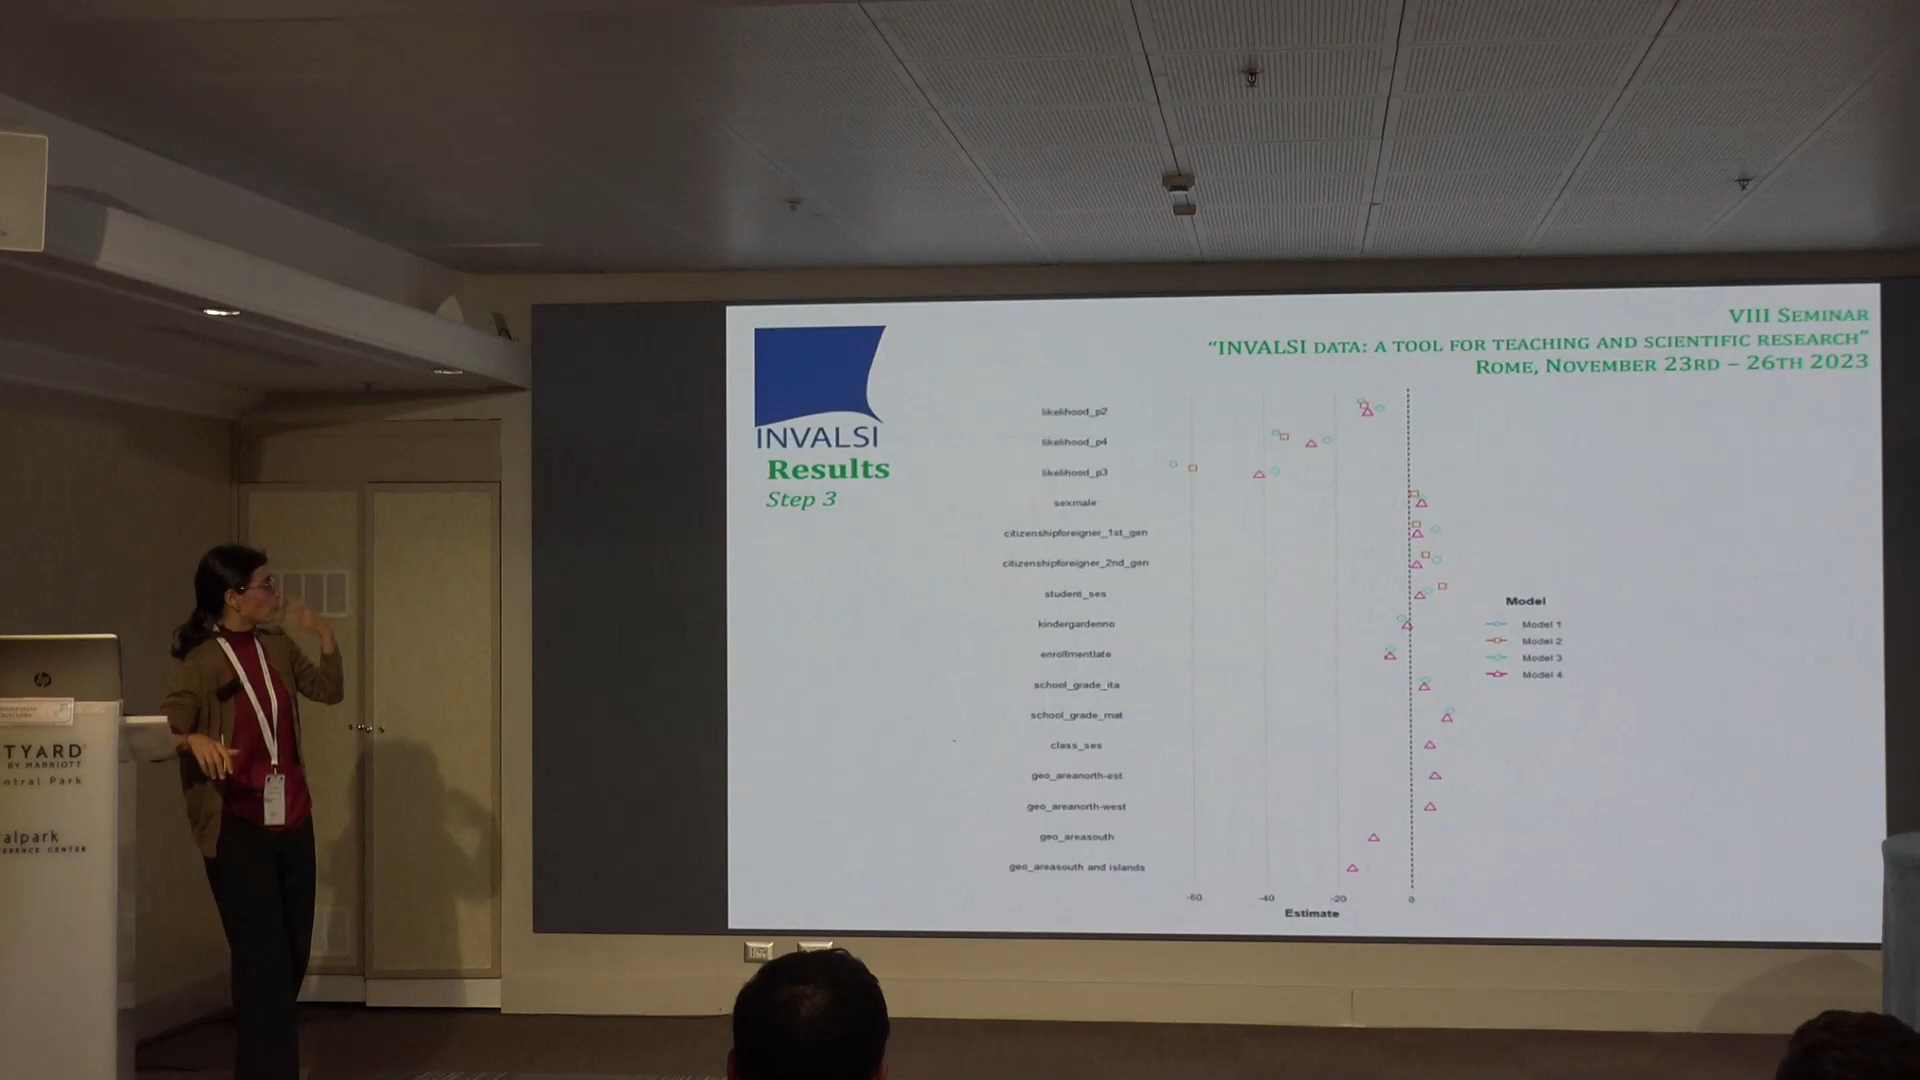 VIII SEMINAR
“INVALSI DATA: A TOOL FOR TEACHING AND SCIENTIFIC RESEARCH”
ROME, NOVEMBER 23RD – 26TH 2023
INVALSI
Results
Step 3
likelihood_p2
likelihood_p4
likelihood_p3
sexmale
citizenshipforeigner_1st_gen
citizenshipforeigner_2nd_gen
student_ses
kindergardenno
enrollmentlate
school_grade_ita
school_grade_mat
class_ses
geo_areanorth-est
geo_areanorth-west
geo_areasouth
geo_areasouth and islands
-60 -40 -20 0
Estimate
Model
Model 1
Model 2
Model 3
Model 4
hp
TYARD
BY MARRIOTT
ntral Park
alpark
ERENCE CENTER